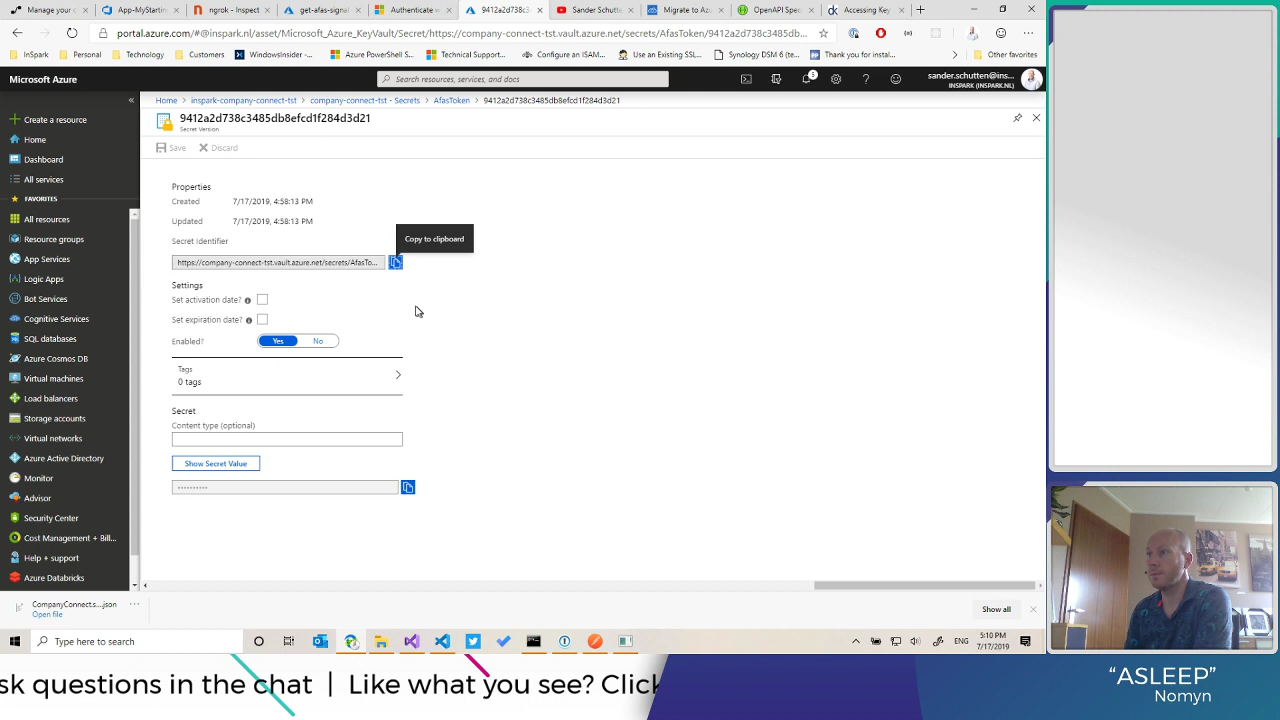 Manage your c
App-MyStartin
ngrok - Inspect
get-afas-signal
Authenticate w
9412a2d738c3
Sander Schutte
Migrate to Az
OpenAPI Spec
Accessing Key
portal.azure.com/#@inspark.nl/asset/Microsoft_Azure_KeyVault/Secret/https://company-connect-tst.vault.azure.net/secrets/AfasToken/9412a2d738c3485db8efcd1f284d3d21/...
InSpark
Personal
Twitter
Azure Portal
Azure PowerShell S...
Technical Support...
Configure an ISAM...
Use an Existing SSL...
Synology DSM 6 (te...
Thank you for instal...
Other favorites
Microsoft Azure
Search resources, services, and docs
5
sander.schutten@ins...
INSPARK (INSPARK.NL)
Home
inspark-company-connect-tst
company-connect-tst - Secrets
AfasToken
9412a2d738c3485db8efcd1f284d3d21
9412a2d738c3485db8efcd1f284d3d21
Secret Version
Save
Discard
Create a resource
Home
Dashboard
All services
FAVORITES
All resources
Resource groups
App Services
Logic Apps
Bot Services
Cognitive Services
SQL databases
Azure Cosmos DB
Virtual machines
Load balancers
Storage accounts
Virtual networks
Azure Active Directory
Monitor
Advisor
Security Center
Cost Management + Bill...
Help + support
Azure Databricks
Properties
Created 7/17/2019, 4:58:13 PM
Updated 7/17/2019, 4:58:13 PM
Secret Identifier
Copy to clipboard
https://company-connect-tst.vault.azure.net/secrets/AfasTo...
Settings
Set activation date?
Set expiration date?
Enabled? Yes No
Tags
0 tags
Secret
Content type (optional)
Show Secret Value
CompanyConnect.s....json
Open file
Show all
Type here to search
ENG
5:10 PM
7/17/2019
sk questions in the chat | Like what you see? Click
“ASLEEP”
Nomyn